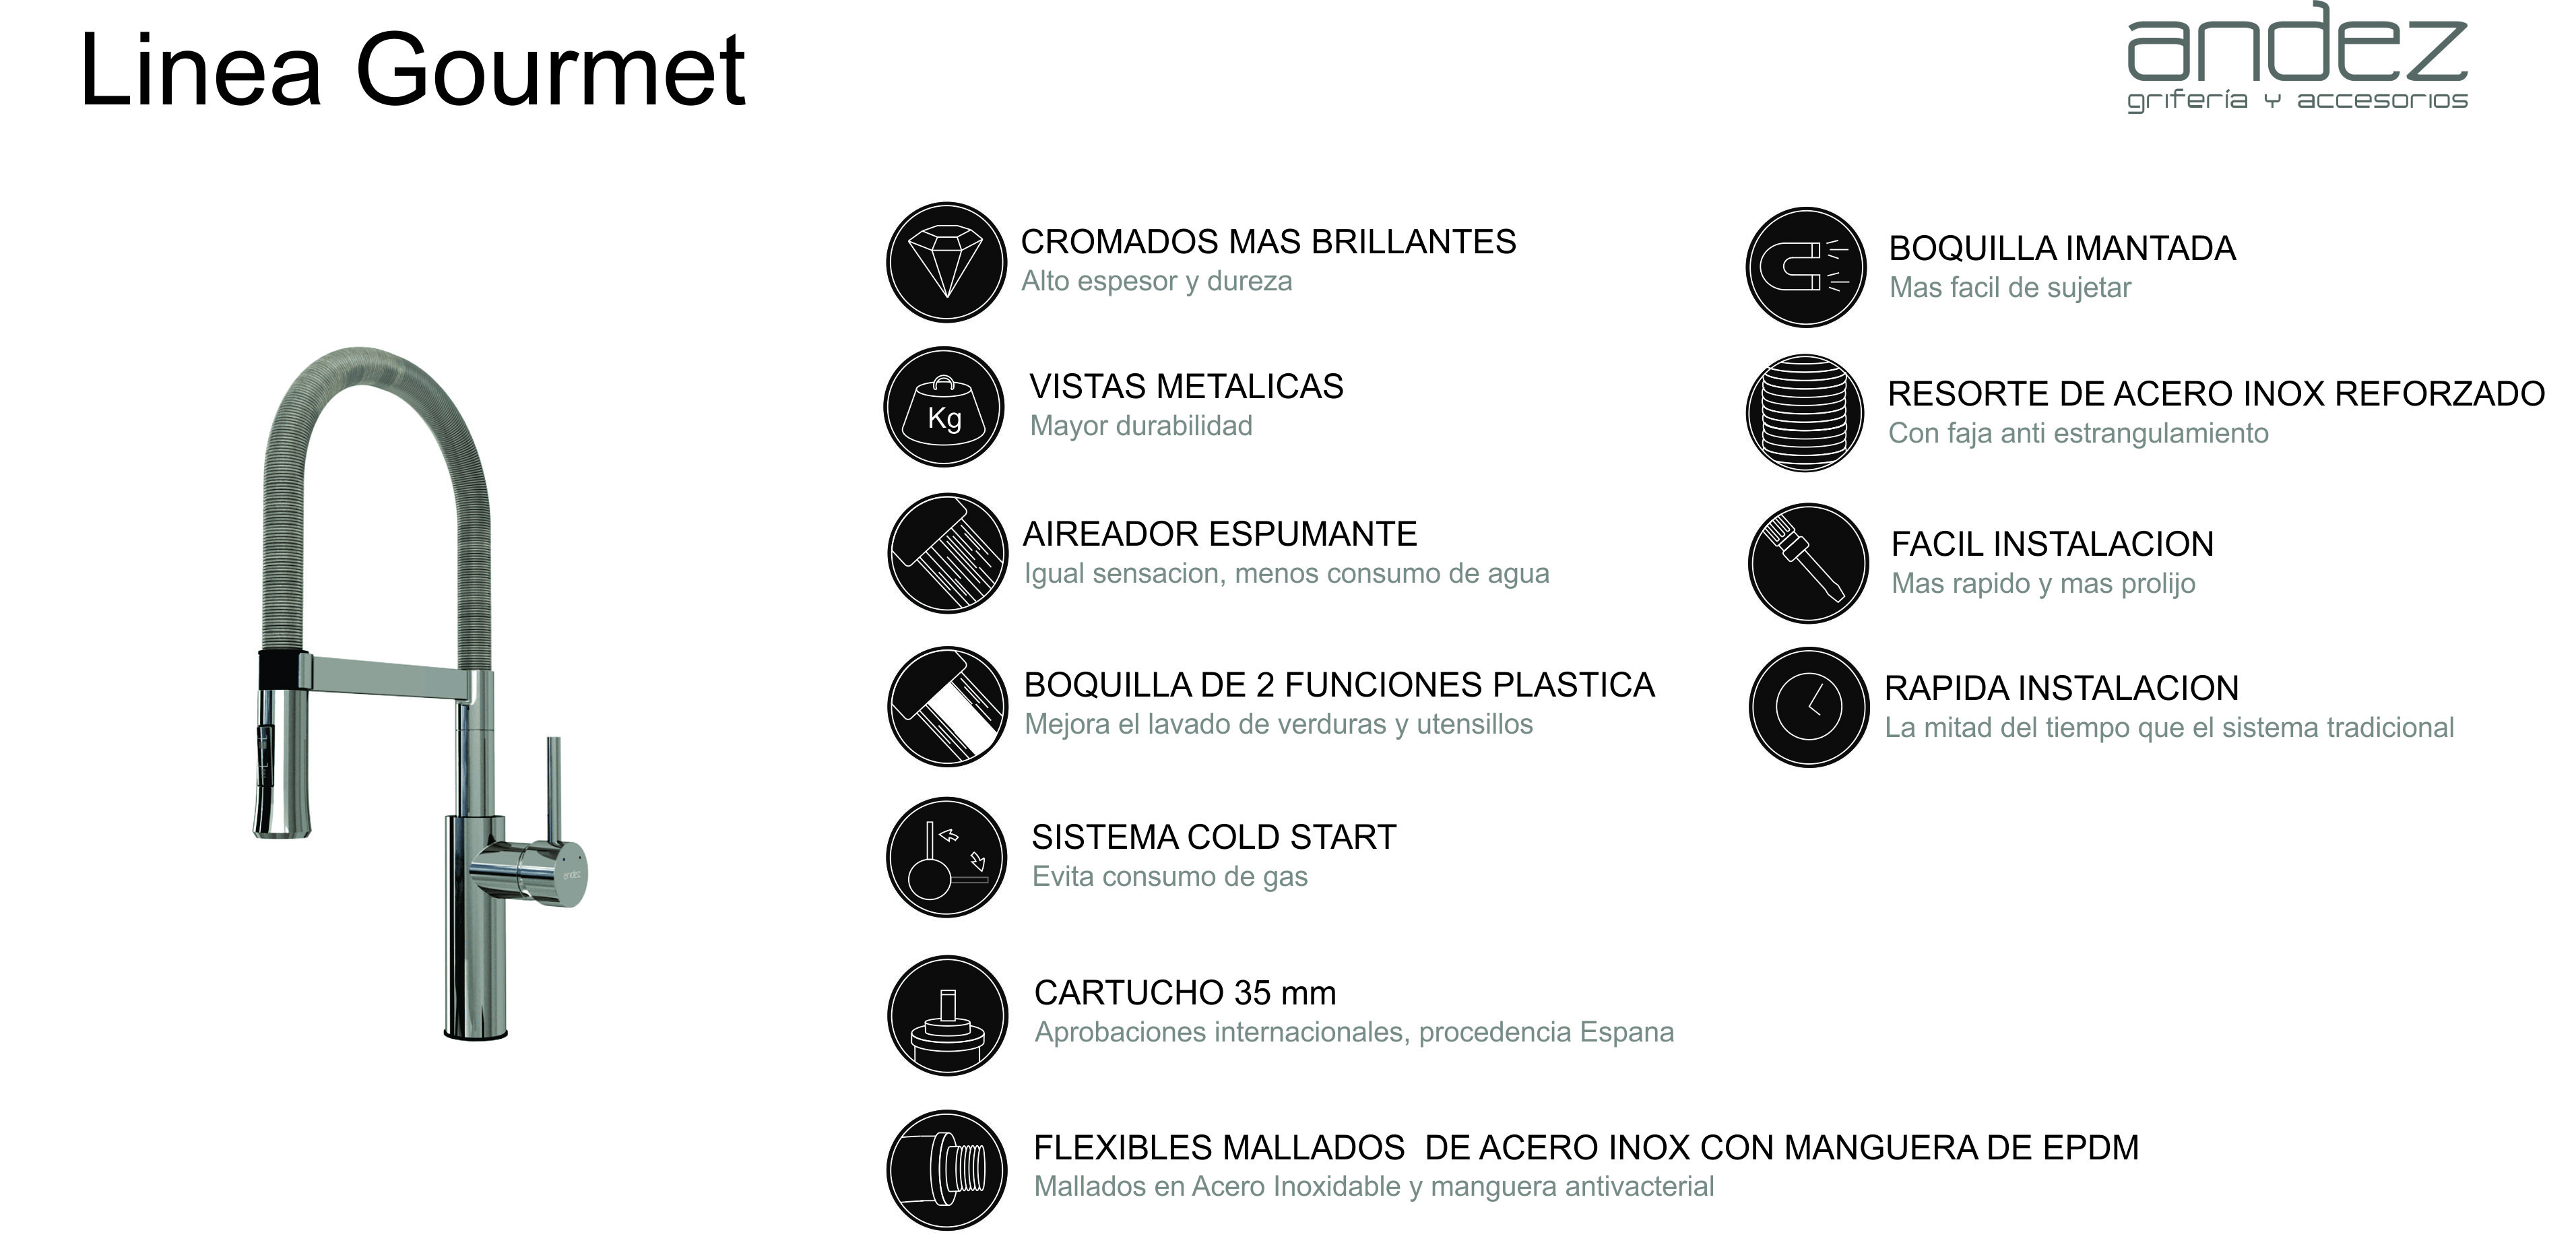 Linea Gourmet
andez
grifería y accesorios
CROMADOS MAS BRILLANTES
Alto espesor y dureza
Kg
VISTAS METALICAS
Mayor durabilidad
AIREADOR ESPUMANTE
Igual sensacion, menos consumo de agua
BOQUILLA DE 2 FUNCIONES PLASTICA
Mejora el lavado de verduras y utensillos
SISTEMA COLD START
Evita consumo de gas
CARTUCHO 35 mm
Aprobaciones internacionales, procedencia Espana
FLEXIBLES MALLADOS  DE ACERO INOX CON MANGUERA DE EPDM
Mallados en Acero Inoxidable y manguera antivacterial
BOQUILLA IMANTADA
Mas facil de sujetar
RESORTE DE ACERO INOX REFORZADO
Con faja anti estrangulamiento
FACIL INSTALACION
Mas rapido y mas prolijo
RAPIDA INSTALACION
La mitad del tiempo que el sistema tradicional
andez